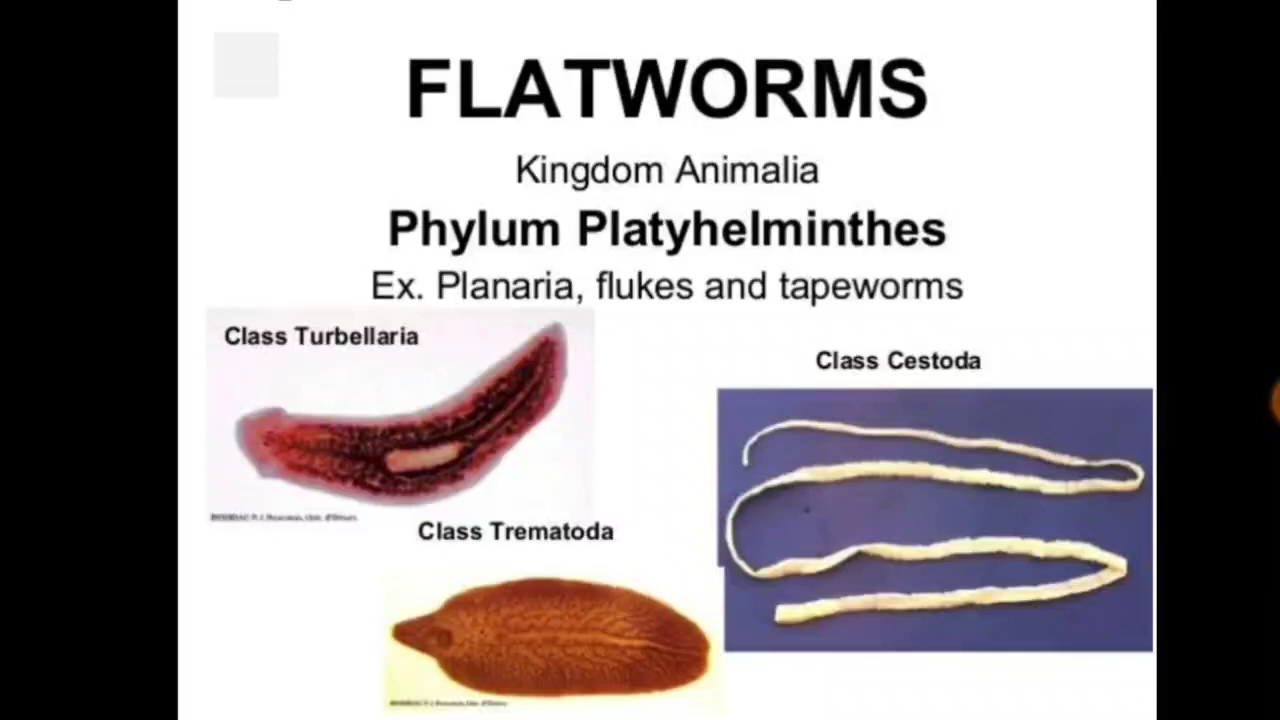 FLATWORMS
Kingdom Animalia
Phylum Platyhelminthes
Ex. Planaria, flukes and tapeworms
Class Turbellaria
Class Cestoda
Class Trematoda